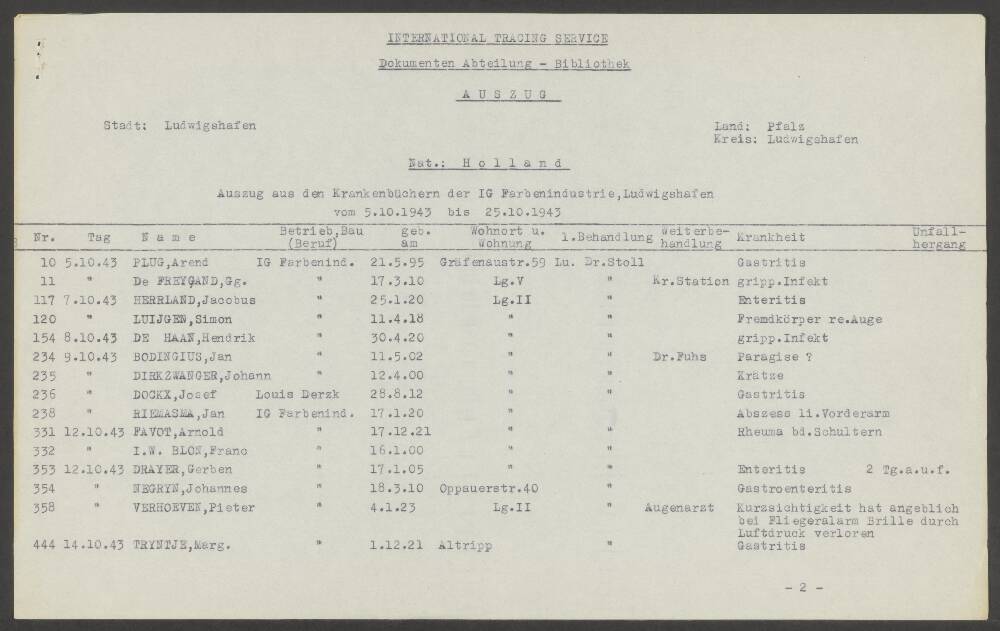 INTERNATIONAL TRACING SERVICE
Dokumenten Abteilung - Bibliothek
A U S Z U G
Stadt: Ludwigshafen Land: Pfalz
Kreis: Ludwigshafen
Nat.: H o l l a n d
Auszug aus den Krankenbüchern der IG Farbenindustrie,Ludwigshafen
vom 5.10.1943 bis 25.10.1943
Nr. Tag N a m e Betrieb,Bau (Beruf) geb. am Wohnort u. Wohnung 1.Behandlung Weiterbe-handlung Krankheit Unfall-hergang
10 5.10.43 PLUG,Arend IG Farbenind. 21.5.95 Gräfenaustr.59 Lu. Dr.Stoll Gastritis
11 " De FREYGAND,Gg. " 17.3.10 Lg.V " Kr.Station gripp.Infekt
117 7.10.43 HERRLAND,Jacobus " 25.1.20 Lg.II " Enteritis
120 " LUIJGEN,Simon " 11.4.18 " " Fremdkörper re.Auge
154 8.10.43 DE HAAN,Hendrik " 30.4.20 " " gripp.Infekt
234 9.10.43 BODINGIUS,Jan " 11.5.02 " " Dr.Fuhs Paragise ?
235 " DIRKZWANGER,Johann " 12.4.00 " " Krätze
236 " DOCKX,Josef Louis Derzk 28.8.12 " " Gastritis
238 " RIEMASMA,Jan IG Farbenind. 17.1.20 " " Abszess li.Vorderarm
331 12.10.43 FAVOT,Arnold " 17.12.21 " " Rheuma bd.Schultern
332 " I.W. BLON,Franc " 16.1.00 " "
353 12.10.43 DRAYER,Gerben " 17.1.05 " " Enteritis 2 Tg.a.u.f.
354 " NEGRYN,Johannes " 18.3.10 Oppauerstr.40 " Gastroenteritis
358 " VERHOEVEN,Pieter " 4.1.23 Lg.II " Augenarzt Kurzsichtigkeit hat angeblich
bei Fliegeralarm Brille durch
Luftdruck verloren
444 14.10.43 TRYNTJE,Marg. " 1.12.21 Altripp " Gastritis
- 2 -